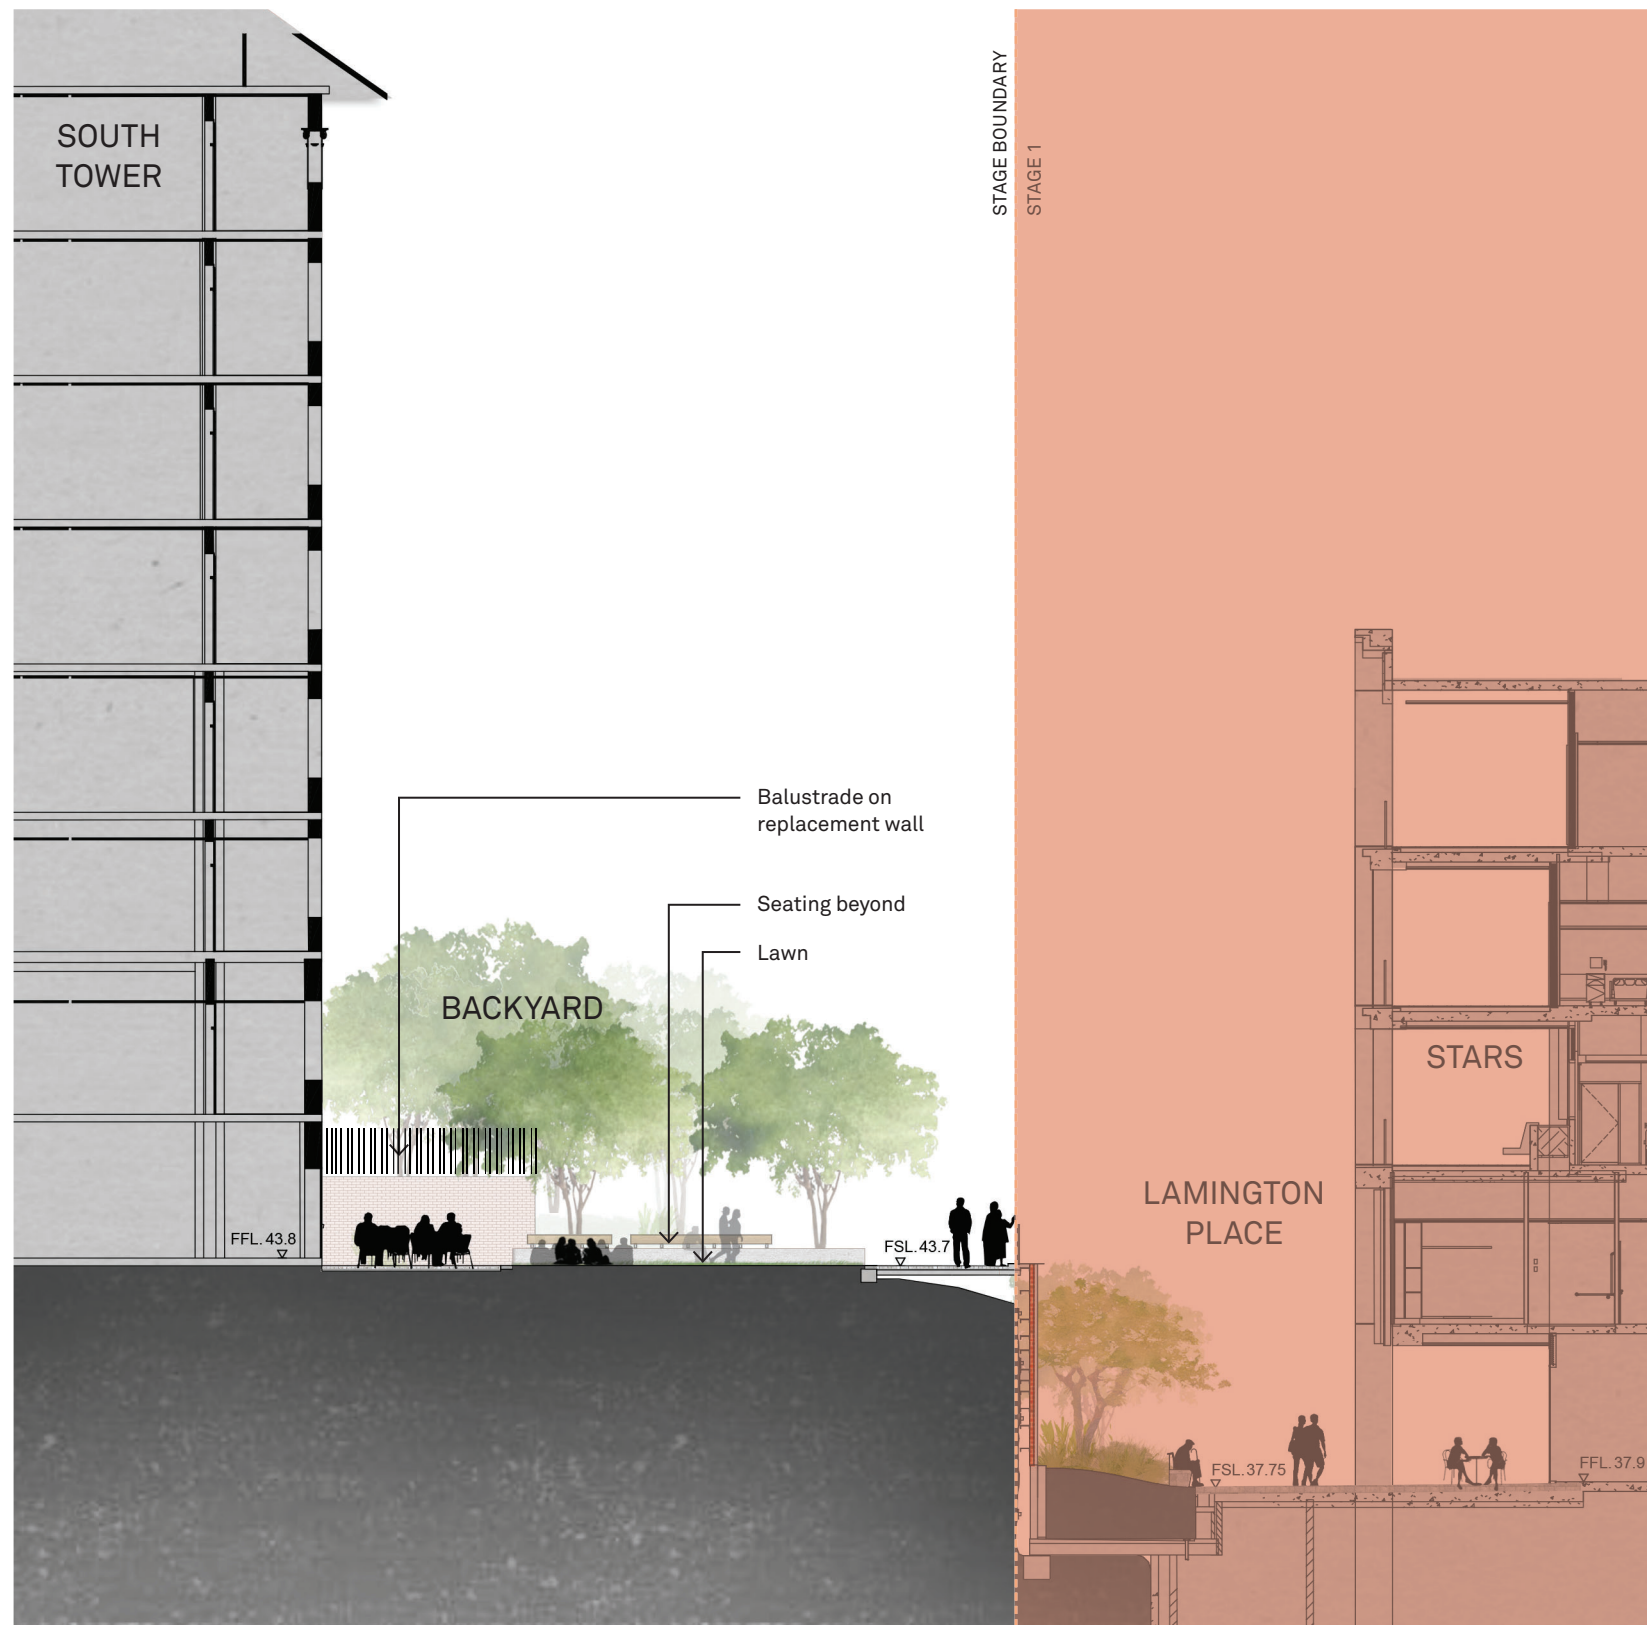 SOUTH
TOWER
STAGE BOUNDARY
STAGE 1
Balustrade on
replacement wall
Seating beyond
Lawn
BACKYARD
STARS
LAMINGTON
PLACE
FFL. 43.8
FSL. 43.7
FSL. 37.75
FFL. 37.9